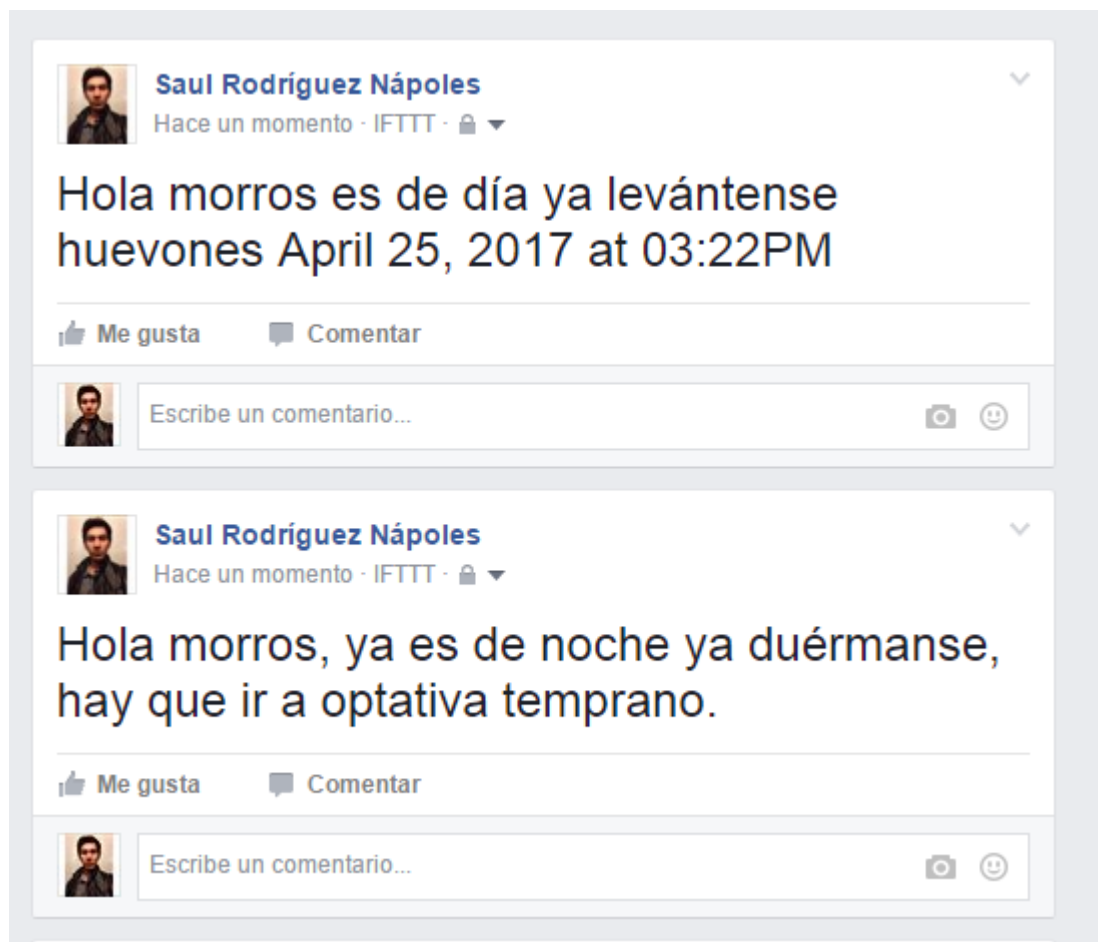 Saul Rodríguez Nápoles
Hace un momento · IFTTT ·
Hola morros es de día ya levántense
huevones April 25, 2017 at 03:22PM
Me gusta Comentar
Escribe un comentario...
Saul Rodríguez Nápoles
Hace un momento · IFTTT ·
Hola morros, ya es de noche ya duérmanse,
hay que ir a optativa temprano.
Me gusta Comentar
Escribe un comentario...